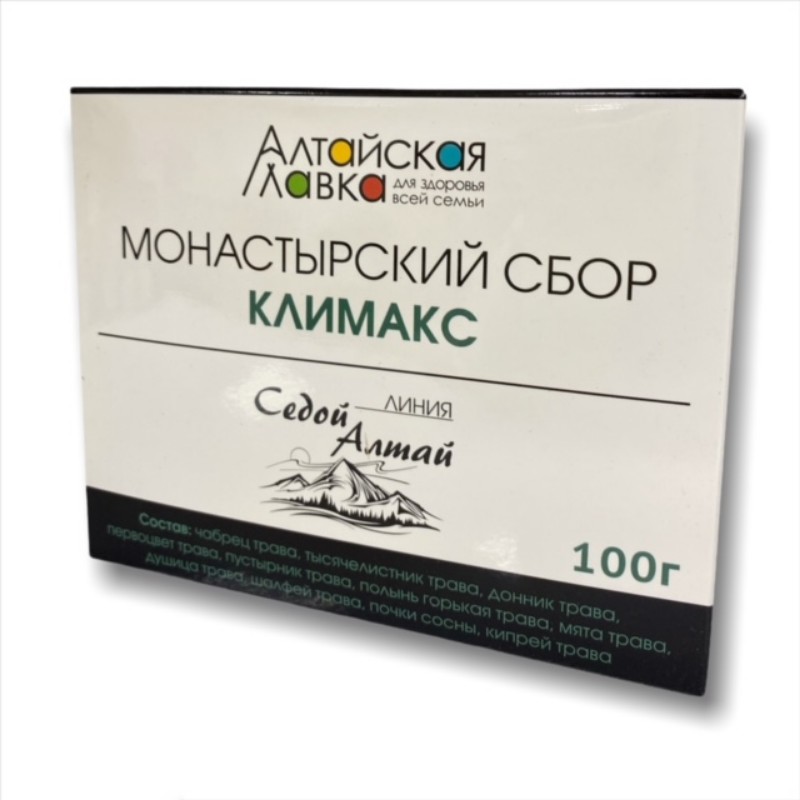 Алтайская
Лавка для здоровья
всей семьи
МОНАСТЫРСКИЙ СБОР
КЛИМАКС
ЛИНИЯ
Седой
Алтай
100г
Состав: чабрец трава, тысячелистник трава, донник трава,
первоцвет трава, пустырник трава, полынь горькая трава, мята трава,
душица трава, шалфей трава, почки сосны, кипрей трава